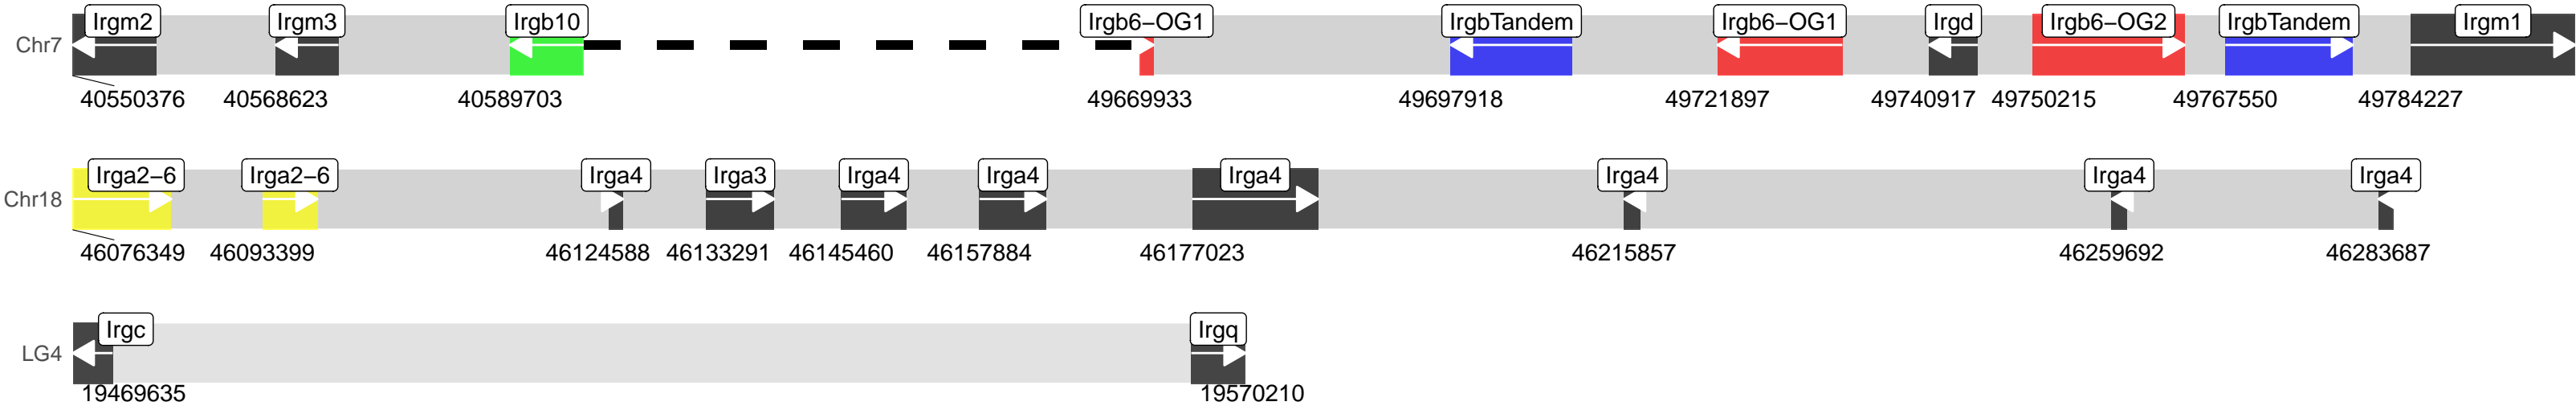 Irgm2 Irgm3 Irgb10 Irgb6−OG1 IrgbTandem Irgb6−OG1 Irgd Irgb6−OG2 IrgbTandem Irgm1
Chr7
40550376 40568623 40589703 49669933 49697918 49721897 49740917 49750215 49767550 49784227
Irga2−6 Irga2−6 Irga4 Irga3 Irga4 Irga4 Irga4 Irga4 Irga4 Irga4
Chr18
46076349 46093399 46124588 46133291 46145460 46157884 46177023 46215857 46259692 46283687
Irgc Irgq
LG4
19469635 19570210